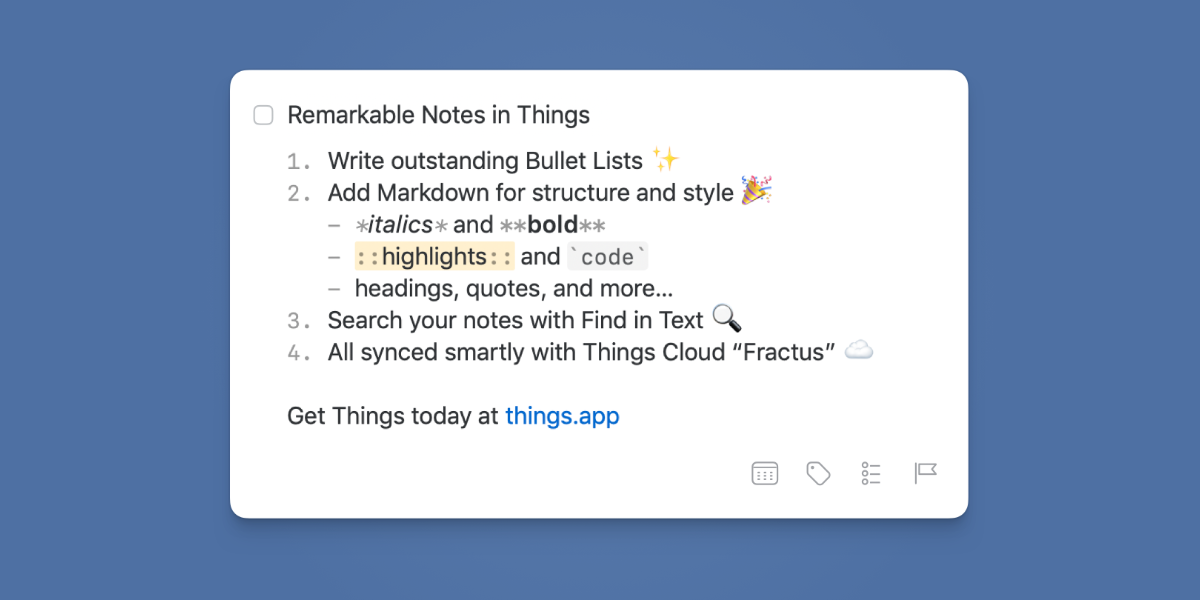 Remarkable Notes in Things
1. Write outstanding Bullet Lists ✨
2. Add Markdown for structure and style 🎉
– *italics* and **bold**
– ::highlights:: and `code`
– headings, quotes, and more...
3. Search your notes with Find in Text 🔍
4. All synced smartly with Things Cloud “Fractus” ☁️
Get Things today at things.app